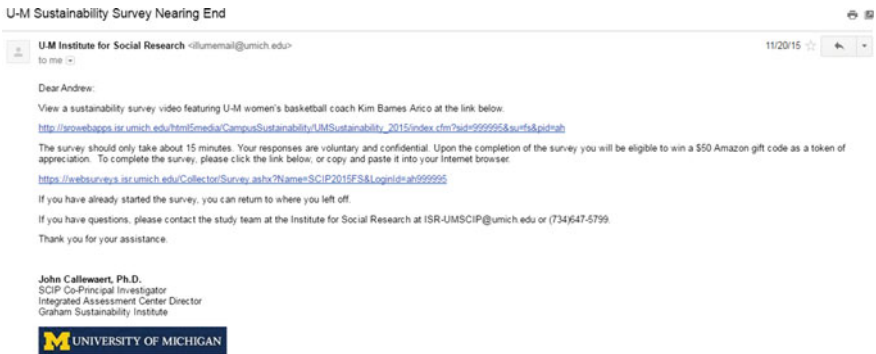 U-M Sustainability Survey Nearing End
U-M Institute for Social Research <illumemail@umich.edu>
11/20/15
to me
Dear Andrew:
View a sustainability survey video featuring U-M women's basketball coach Kim Barnes Arico at the link below.
http://srowebapps.isr.umich.edu/html5media/CampusSustainability/UMSustainability_2015/index.cfm?sid=999995&su=fs&pid=ah
The survey should only take about 15 minutes. Your responses are voluntary and confidential. Upon the completion of the survey you will be eligible to win a $50 Amazon gift code as a token of
appreciation. To complete the survey, please click the link below, or copy and paste it into your Internet browser.
https://websurveys.isr.umich.edu/Collector/Survey.ashx?Name=SCIP2015FS&LoginId=ah999995
If you have already started the survey, you can return to where you left off.
If you have questions, please contact the study team at the Institute for Social Research at ISR-UMSCIP@umich.edu or (734)647-5799.
Thank you for your assistance.
John Callewaert, Ph.D.
SCIP Co-Principal Investigator
Integrated Assessment Center Director
Graham Sustainability Institute
M UNIVERSITY OF MICHIGAN